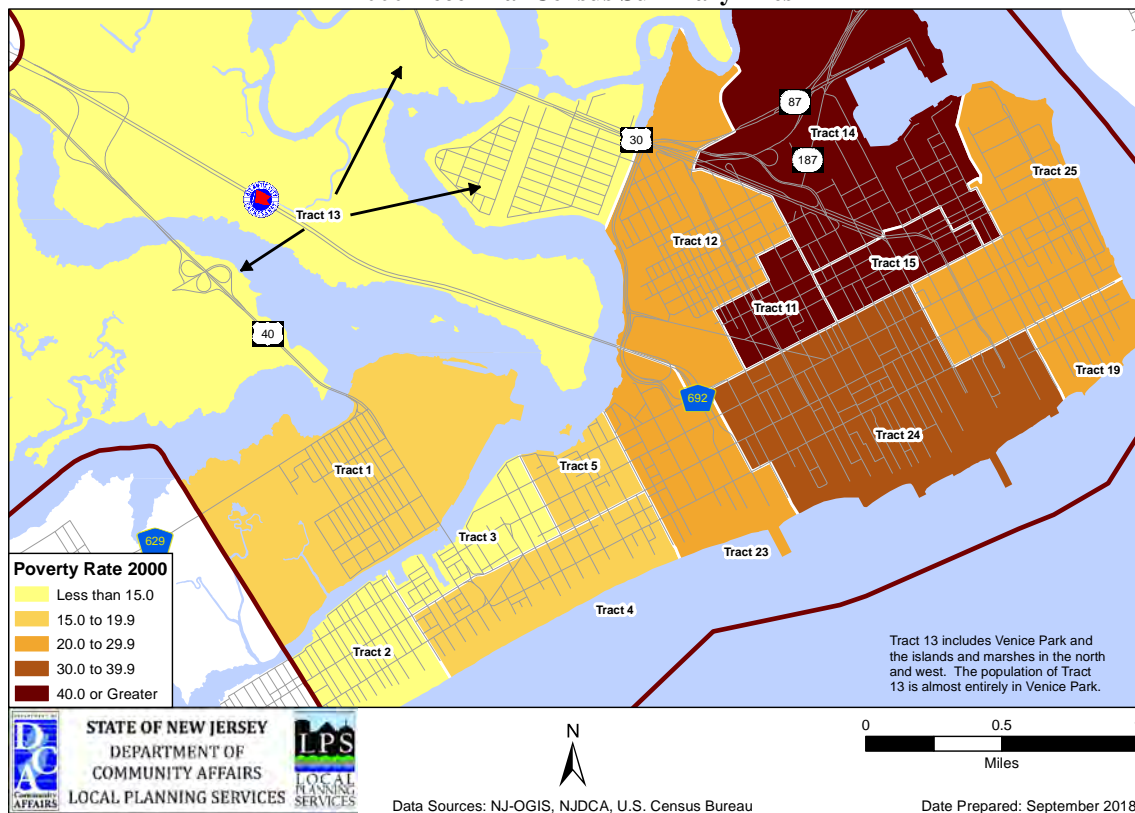 87
Tract 14
30
187
Tract 25
Tract 13
Tract 12
Tract 15
Tract 11
40
Tract 19
692
Tract 24
Tract 1
Tract 5
Tract 3
629
Tract 23
Tract 4
Tract 2
Poverty Rate 2000
Less than 15.0
15.0 to 19.9
20.0 to 29.9
30.0 to 39.9
40.0 or Greater
Tract 13 includes Venice Park and
the islands and marshes in the north
and west. The population of Tract
13 is almost entirely in Venice Park.
DCA
Community
AFFAIRS
STATE OF NEW JERSEY
DEPARTMENT OF
COMMUNITY AFFAIRS
LOCAL PLANNING SERVICES
LPS
LOCAL
PLANNING
SERVICES
N
0 0.5
Miles
Data Sources: NJ-OGIS, NJDCA, U.S. Census Bureau
Date Prepared: September 2018